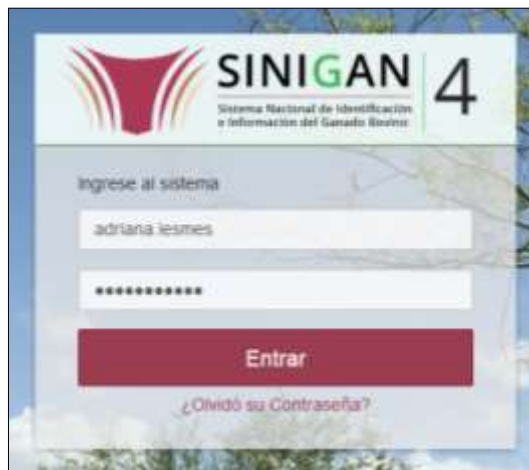 SINIGAN 4
Sistema Nacional de Identificación
e Información del Ganado Bovino
Ingrese al sistema
adriana lesmes
•••••••••••
Entrar
¿Olvidó su Contraseña?